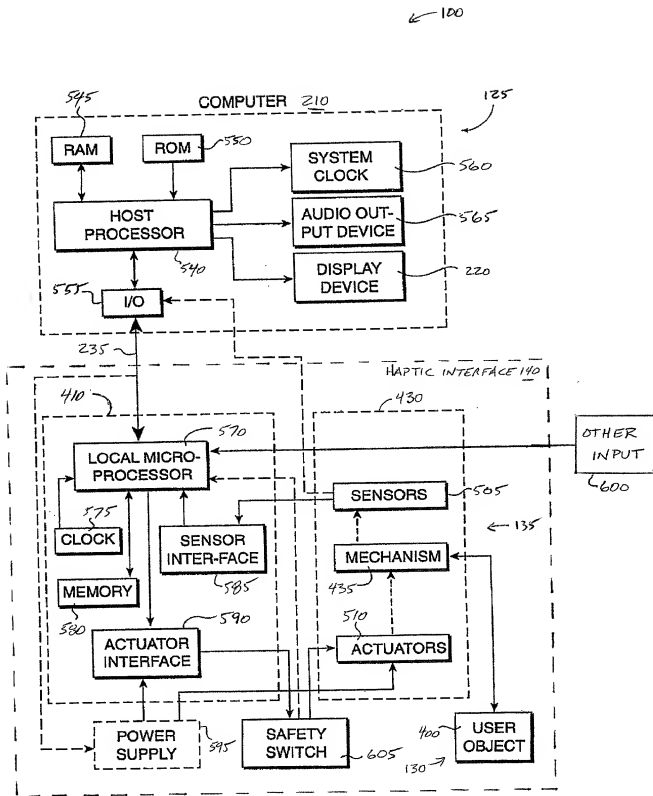 100
COMPUTER 210
125
545
RAM
550
ROM
SYSTEM
CLOCK
560
HOST
PROCESSOR
540
AUDIO OUT-
PUT DEVICE
565
DISPLAY
DEVICE
220
555
I/O
235
HAPTIC INTERFACE 140
410
430
570
LOCAL MICRO-
PROCESSOR
OTHER
INPUT
600
SENSORS
505
135
CLOCK
575
SENSOR
INTER-FACE
585
MECHANISM
435
MEMORY
580
590
ACTUATOR
INTERFACE
510
ACTUATORS
POWER
SUPPLY
595
SAFETY
SWITCH
605
400
USER
OBJECT
130